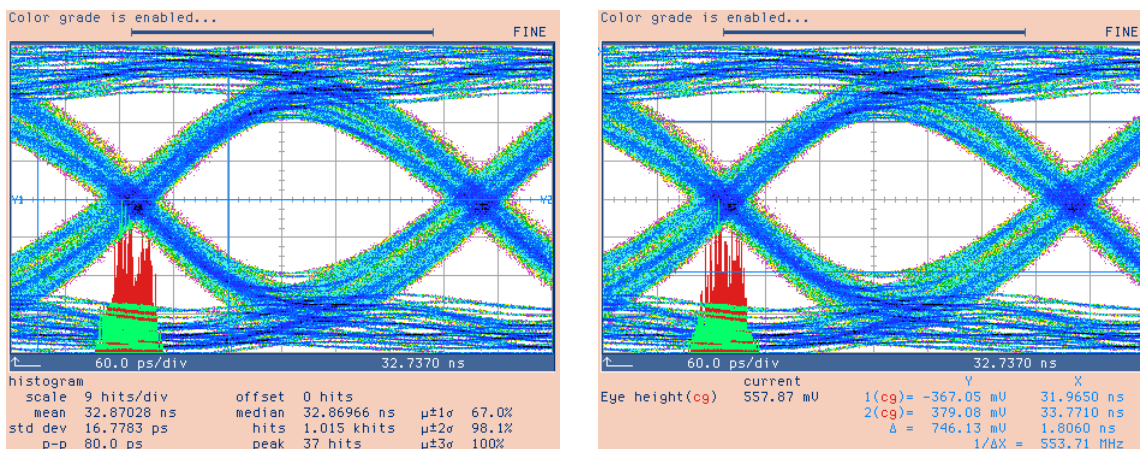 Color grade is enabled...
FINE
Y1
Y2
60.0 ps/div
32.7370 ns
histogram
scale 9 hits/div offset 0 hits
mean 32.87028 ns median 32.86966 ns μ±1σ 67.0%
std dev 16.7783 ps hits 1.015 khits μ±2σ 98.1%
p-p 80.0 ps peak 37 hits μ±3σ 100%
Color grade is enabled...
FINE
60.0 ps/div
32.7370 ns
current Y X
Eye height(cg) 557.87 mV 1(cg)= -367.05 mV 31.9650 ns
2(cg)= 379.08 mV 33.7710 ns
Δ = 746.13 mV 1.8060 ns
1/ΔX = 553.71 MHz